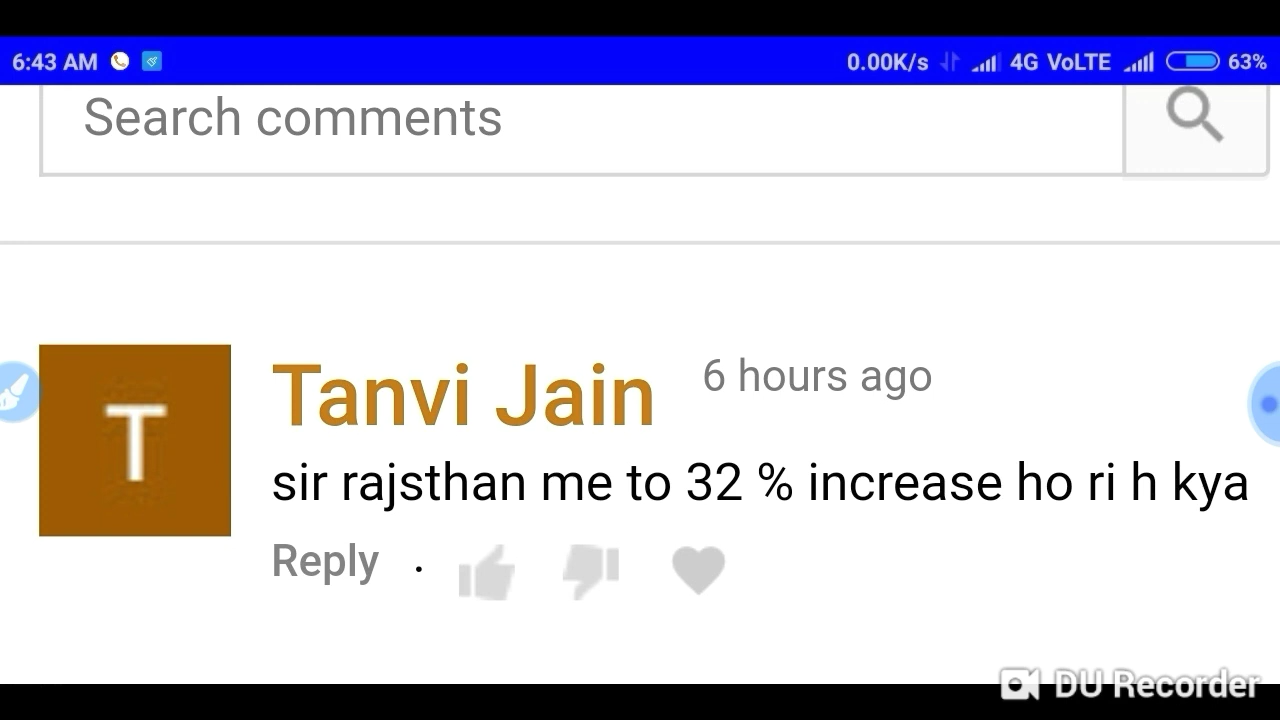 6:43 AM 0.00K/s 4G VoLTE 63%
Search comments
T
Tanvi Jain 6 hours ago
sir rajsthan me to 32 % increase ho ri h kya
Reply .
DU Recorder